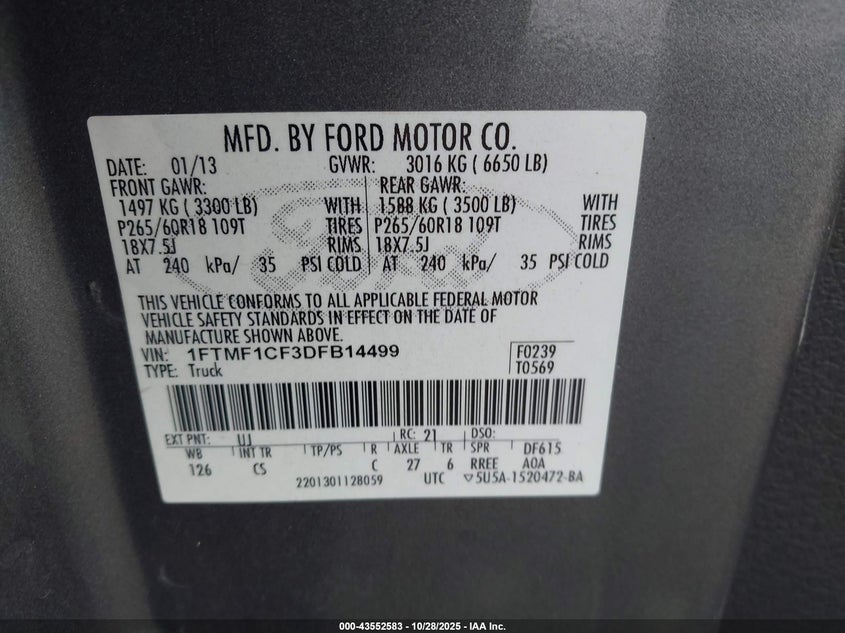 MFD. BY FORD MOTOR CO.
DATE: 01/13 GVWR: 3016 KG ( 6650 LB)
FRONT GAWR: REAR GAWR:
1497 KG ( 3300 LB) WITH 1588 KG ( 3500 LB) WITH
P265/60R18 109T TIRES P265/60R18 109T TIRES
18X7.5J RIMS 18X7.5J RIMS
AT 240 kPa/ 35 PSI COLD AT 240 kPa/ 35 PSI COLD
THIS VEHICLE CONFORMS TO ALL APPLICABLE FEDERAL MOTOR
VEHICLE SAFETY STANDARDS IN EFFECT ON THE DATE OF
MANUFACTURE SHOWN ABOVE.
VIN: 1FTMF1CF3DFB14499 F0239
TYPE: Truck T0569
EXT PNT: UJ RC: 21 DSO:
WB INT TR TP/PS R AXLE TR SPR DF615
126 CS C 27 6 RREE AOA
2201301128059 UTC ▽5U5A-1520472-BA
000-43552583 - 10/28/2025 - IAA Inc.